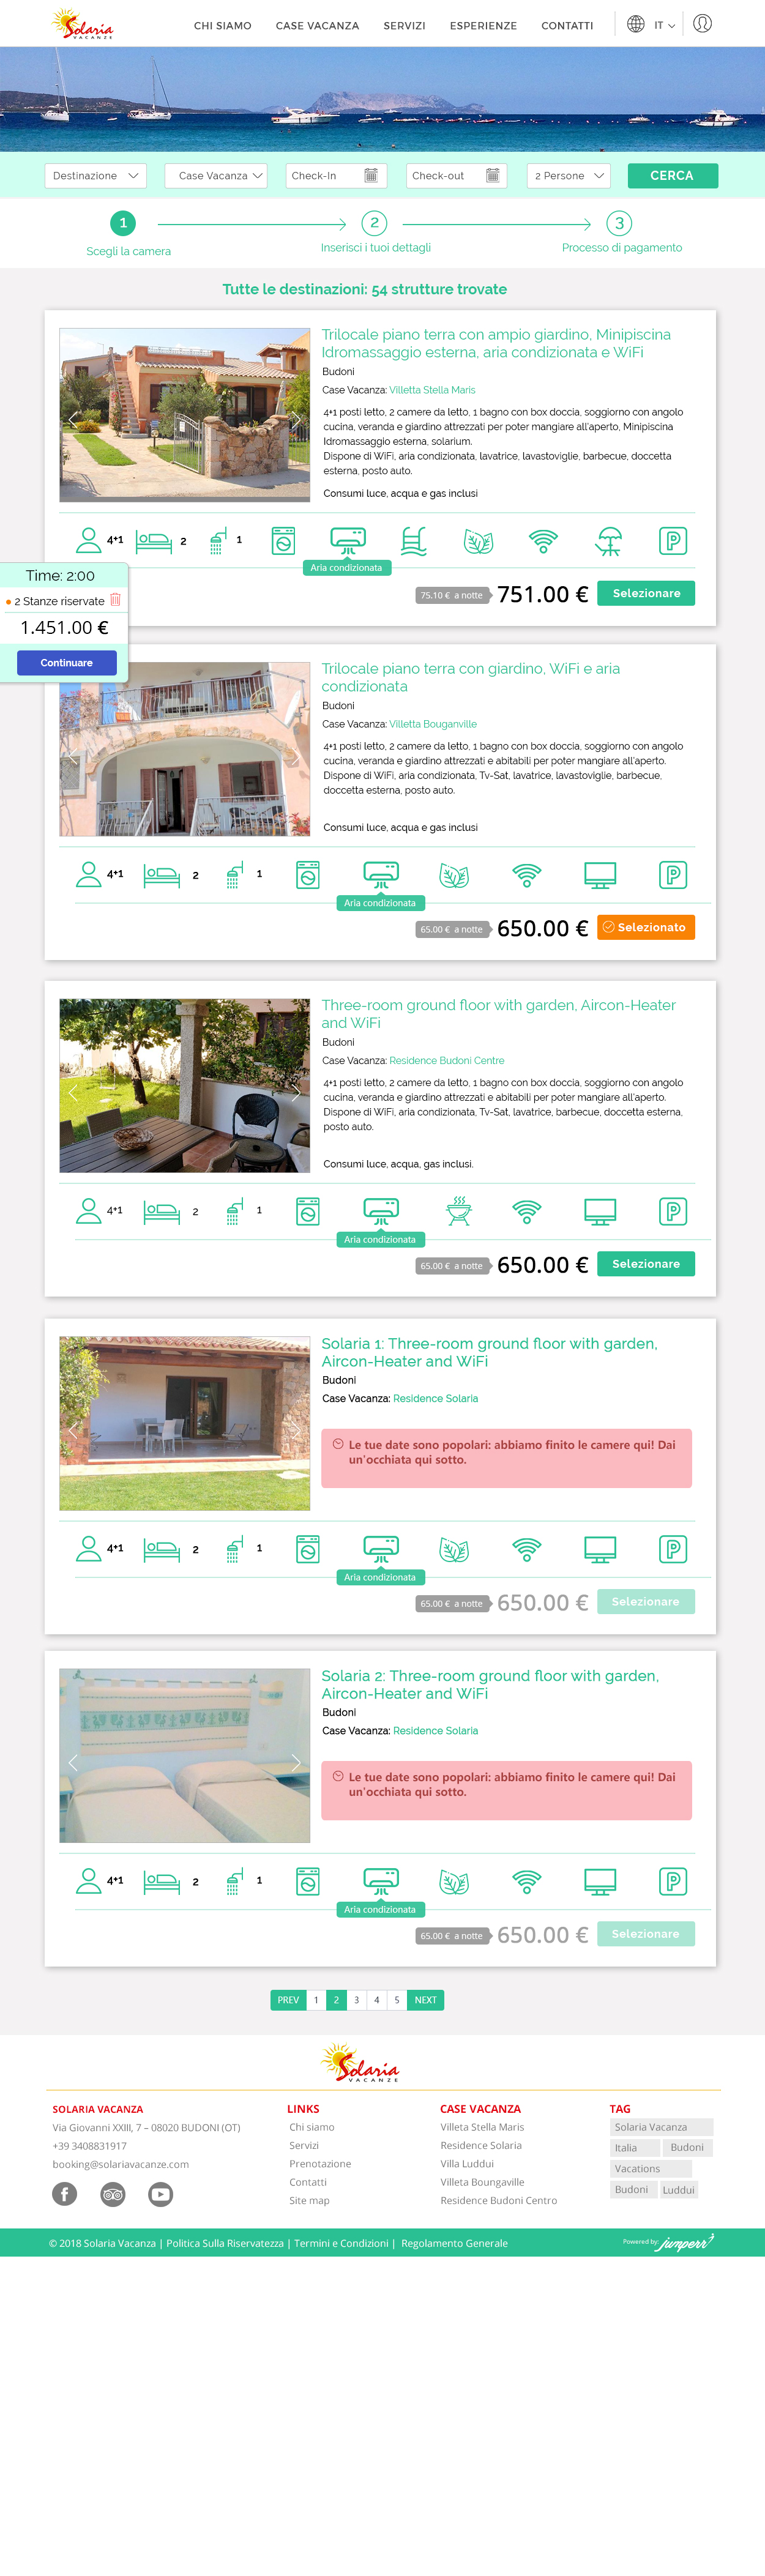 Solaria
VACANZE
CHI SIAMO
CASE VACANZA
SERVIZI
ESPERIENZE
CONTATTI
IT
Destinazione
Case Vacanza
Check-In
Check-out
2 Persone
CERCA
1
2
3
Scegli la camera
Inserisci i tuoi dettagli
Processo di pagamento
Tutte le destinazioni: 54 strutture trovate
Trilocale piano terra con ampio giardino, Minipiscina
Idromassaggio esterna, aria condizionata e WiFi
Budoni
Case Vacanza: Villetta Stella Maris
4+1 posti letto, 2 camere da letto, 1 bagno con box doccia, soggiorno con angolo
cucina, veranda e giardino attrezzati per poter mangiare all'aperto, Minipiscina
Idromassaggio esterna, solarium.
Dispone di WiFi, aria condizionata, lavatrice, lavastoviglie, barbecue, doccetta
esterna, posto auto.
Consumi luce, acqua e gas inclusi
4+1
2
1
P
Aria condizionata
75.10 € a notte
751.00 €
Selezionare
Time: 2:00
2 Stanze riservate
1.451.00 €
Continuare
Trilocale piano terra con giardino, WiFi e aria
condizionata
Budoni
Case Vacanza: Villetta Bouganville
4+1 posti letto, 2 camere da letto, 1 bagno con box doccia, soggiorno con angolo
cucina, veranda e giardino attrezzati e abitabili per poter mangiare all'aperto.
Dispone di WiFi, aria condizionata, Tv-Sat, lavatrice, lavastoviglie, barbecue,
doccetta esterna, posto auto.
Consumi luce, acqua e gas inclusi
4+1
2
1
P
Aria condizionata
65.00 € a notte
650.00 €
Selezionato
Three-room ground floor with garden, Aircon-Heater
and WiFi
Budoni
Case Vacanza: Residence Budoni Centre
4+1 posti letto, 2 camere da letto, 1 bagno con box doccia, soggiorno con angolo
cucina, veranda e giardino attrezzati e abitabili per poter mangiare all'aperto.
Dispone di WiFi, aria condizionata, Tv-Sat, lavatrice, barbecue, doccetta esterna,
posto auto.
Consumi luce, acqua, gas inclusi.
4+1
2
1
P
Aria condizionata
65.00 € a notte
650.00 €
Selezionare
Solaria 1: Three-room ground floor with garden,
Aircon-Heater and WiFi
Budoni
Case Vacanza: Residence Solaria
Le tue date sono popolari: abbiamo finito le camere qui! Dai
un'occhiata qui sotto.
4+1
2
1
P
Aria condizionata
65.00 € a notte
650.00 €
Selezionare
Solaria 2: Three-room ground floor with garden,
Aircon-Heater and WiFi
Budoni
Case Vacanza: Residence Solaria
Le tue date sono popolari: abbiamo finito le camere qui! Dai
un'occhiata qui sotto.
4+1
2
1
P
Aria condizionata
65.00 € a notte
650.00 €
Selezionare
PREV 1 2 3 4 5 NEXT
Solaria
VACANZE
SOLARIA VACANZA
Via Giovanni XXIII, 7 – 08020 BUDONI (OT)
+39 3408831917
booking@solariavacanze.com
LINKS
Chi siamo
Servizi
Prenotazione
Contatti
Site map
CASE VACANZA
Villeta Stella Maris
Residence Solaria
Villa Luddui
Villeta Boungaville
Residence Budoni Centro
TAG
Solaria Vacanza
Italia
Budoni
Vacations
Budoni
Luddui
© 2018 Solaria Vacanza | Politica Sulla Riservatezza | Termini e Condizioni | Regolamento Generale
Powered by: jumperr